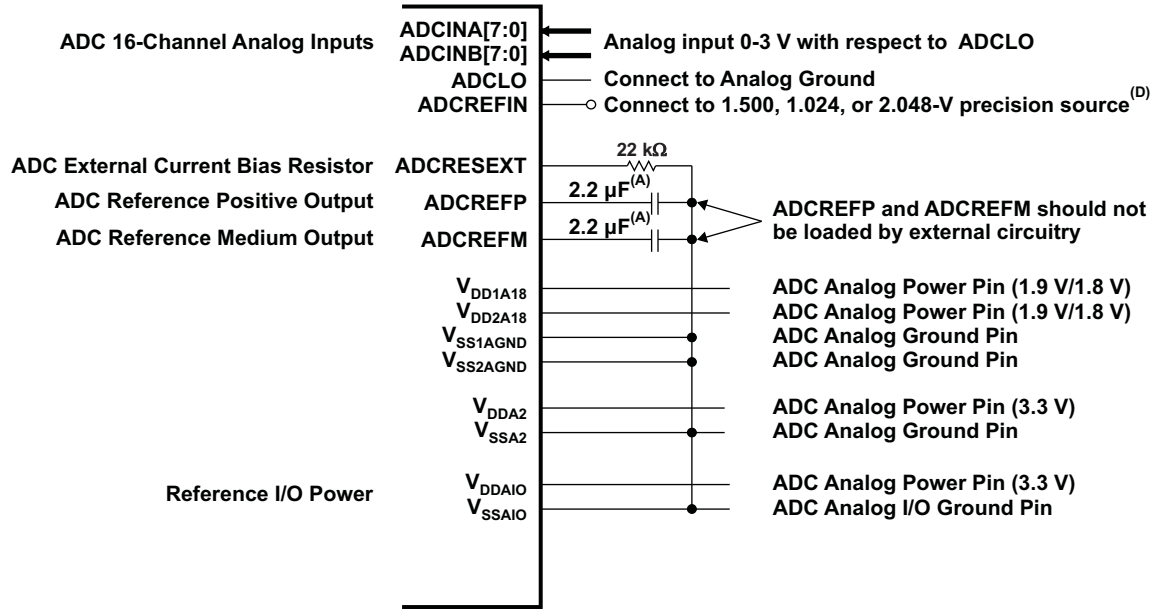 ADC 16-Channel Analog Inputs
ADCINA[7:0]
ADCINB[7:0]
Analog input 0-3 V with respect to ADCLO
ADCLO
Connect to Analog Ground
ADCREFIN
Connect to 1.500, 1.024, or 2.048-V precision source(D)
ADC External Current Bias Resistor
ADCRESEXT
22 kΩ
ADC Reference Positive Output
ADCREFP
2.2 µF(A)
ADC Reference Medium Output
ADCREFM
2.2 µF(A)
ADCREFP and ADCREFM should not
be loaded by external circuitry
VDD1A18
ADC Analog Power Pin (1.9 V/1.8 V)
VDD2A18
ADC Analog Power Pin (1.9 V/1.8 V)
VSS1AGND
ADC Analog Ground Pin
VSS2AGND
ADC Analog Ground Pin
VDDA2
ADC Analog Power Pin (3.3 V)
VSSA2
ADC Analog Ground Pin
Reference I/O Power
VDDAIO
ADC Analog Power Pin (3.3 V)
VSSAIO
ADC Analog I/O Ground Pin